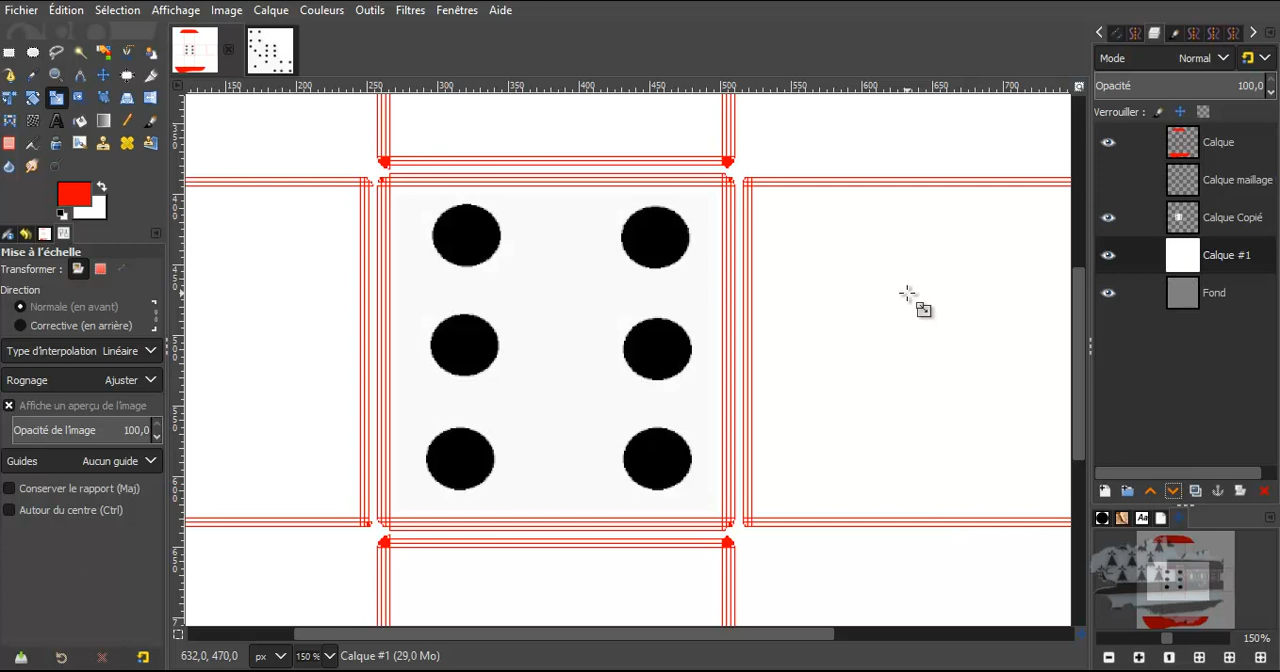 Fichier Édition Sélection Affichage Image Calque Couleurs Outils Filtres Fenêtres Aide
Mode Normal
Opacité 100,0
Verrouiller :
Calque
Calque maillage
Calque Copié
Calque #1
Fond
150 250 300 350 400 450 500 550 600 650 700
Mise à l'échelle
Transformer :
Direction
Normale (en avant)
Corrective (en arrière)
Type d'interpolation Linéaire
Rognage Ajuster
Affiche un aperçu de l'image
Opacité de l'image 100,0
Guides Aucun guide
Conserver le rapport (Maj)
Autour du centre (Ctrl)
Aa
150%
632,0, 470,0 px 150 % Calque #1 (29,0 Mo)